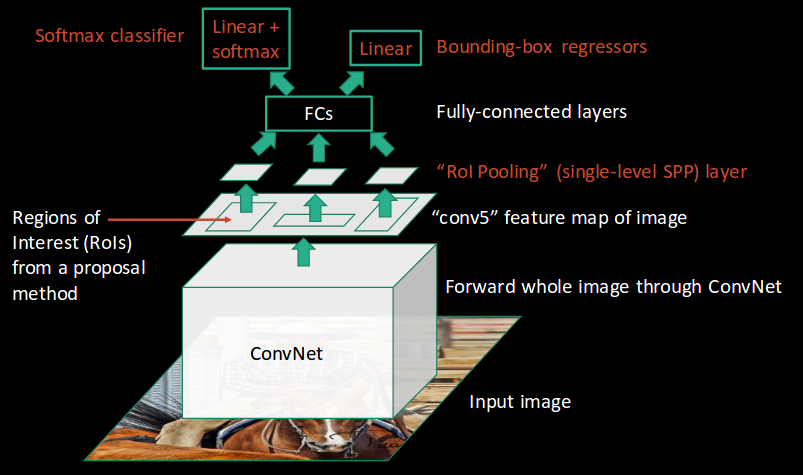 Softmax classifier
Linear +
softmax
Linear
Bounding-box regressors
FCs
Fully-connected layers
“RoI Pooling” (single-level SPP) layer
Regions of
Interest (RoIs)
from a proposal
method
“conv5” feature map of image
Forward whole image through ConvNet
ConvNet
Input image